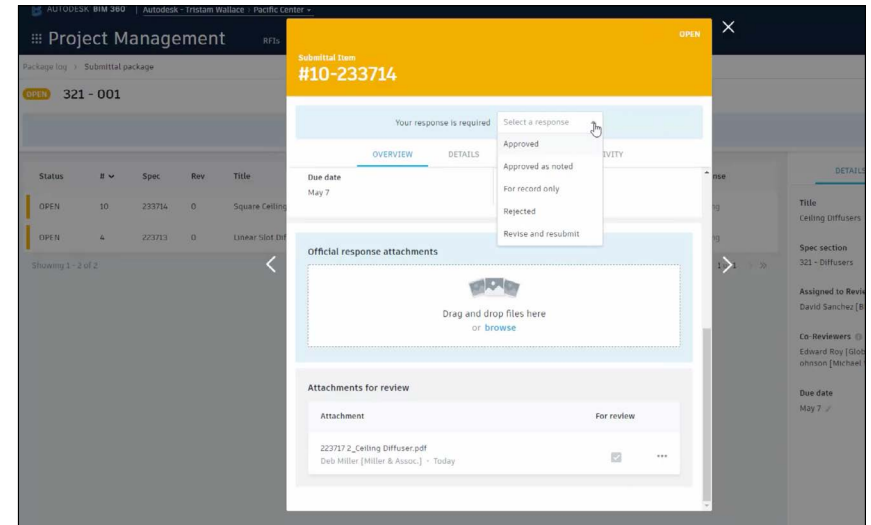 AUTODESK BIM 360 | Autodesk - Tristam Wallace : Pacific Center
Project Management RFIs
Package log > Submittal package
OPEN 321 - 001
Status # Spec Rev Title
OPEN 10 233714 0 Square Ceiling
OPEN 4 223713 0 Linear Slot Dif
Showing 1 - 2 of 2
OPEN
Submittal Item
#10-233714
Your response is required Select a response
Approved
Approved as noted
For record only
Rejected
Revise and resubmit
OVERVIEW DETAILS IVITY
Due date
May 7
Official response attachments
Drag and drop files here
or browse
Attachments for review
Attachment For review
223717 2_Ceiling Diffuser.pdf
Deb Miller [Miller & Assoc.] · Today
nse
ng
ng
DETAILS
Title
Ceiling Diffusers
Spec section
321 - Diffusers
Assigned to Revie
David Sanchez [B
Co-Reviewers
Edward Roy [Glob
ohnson [Michael
Due date
May 7